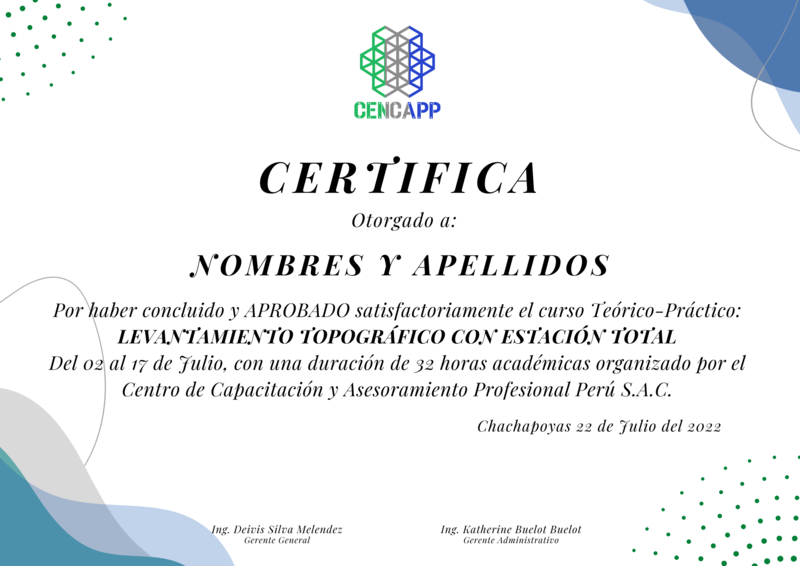 CENCAPP
CERTIFICA
Otorgado a:
NOMBRES Y APELLIDOS
Por haber concluido y APROBADO satisfactoriamente el curso Teórico-Práctico:
LEVANTAMIENTO TOPOGRÁFICO CON ESTACIÓN TOTAL
Del 02 al 17 de Julio, con una duración de 32 horas académicas organizado por el
Centro de Capacitación y Asesoramiento Profesional Perú S.A.C.
Chachapoyas 22 de Julio del 2022
Ing. Deivis Silva Melendez
Gerente General
Ing. Katherine Buelot Buelot
Gerente Administrativo